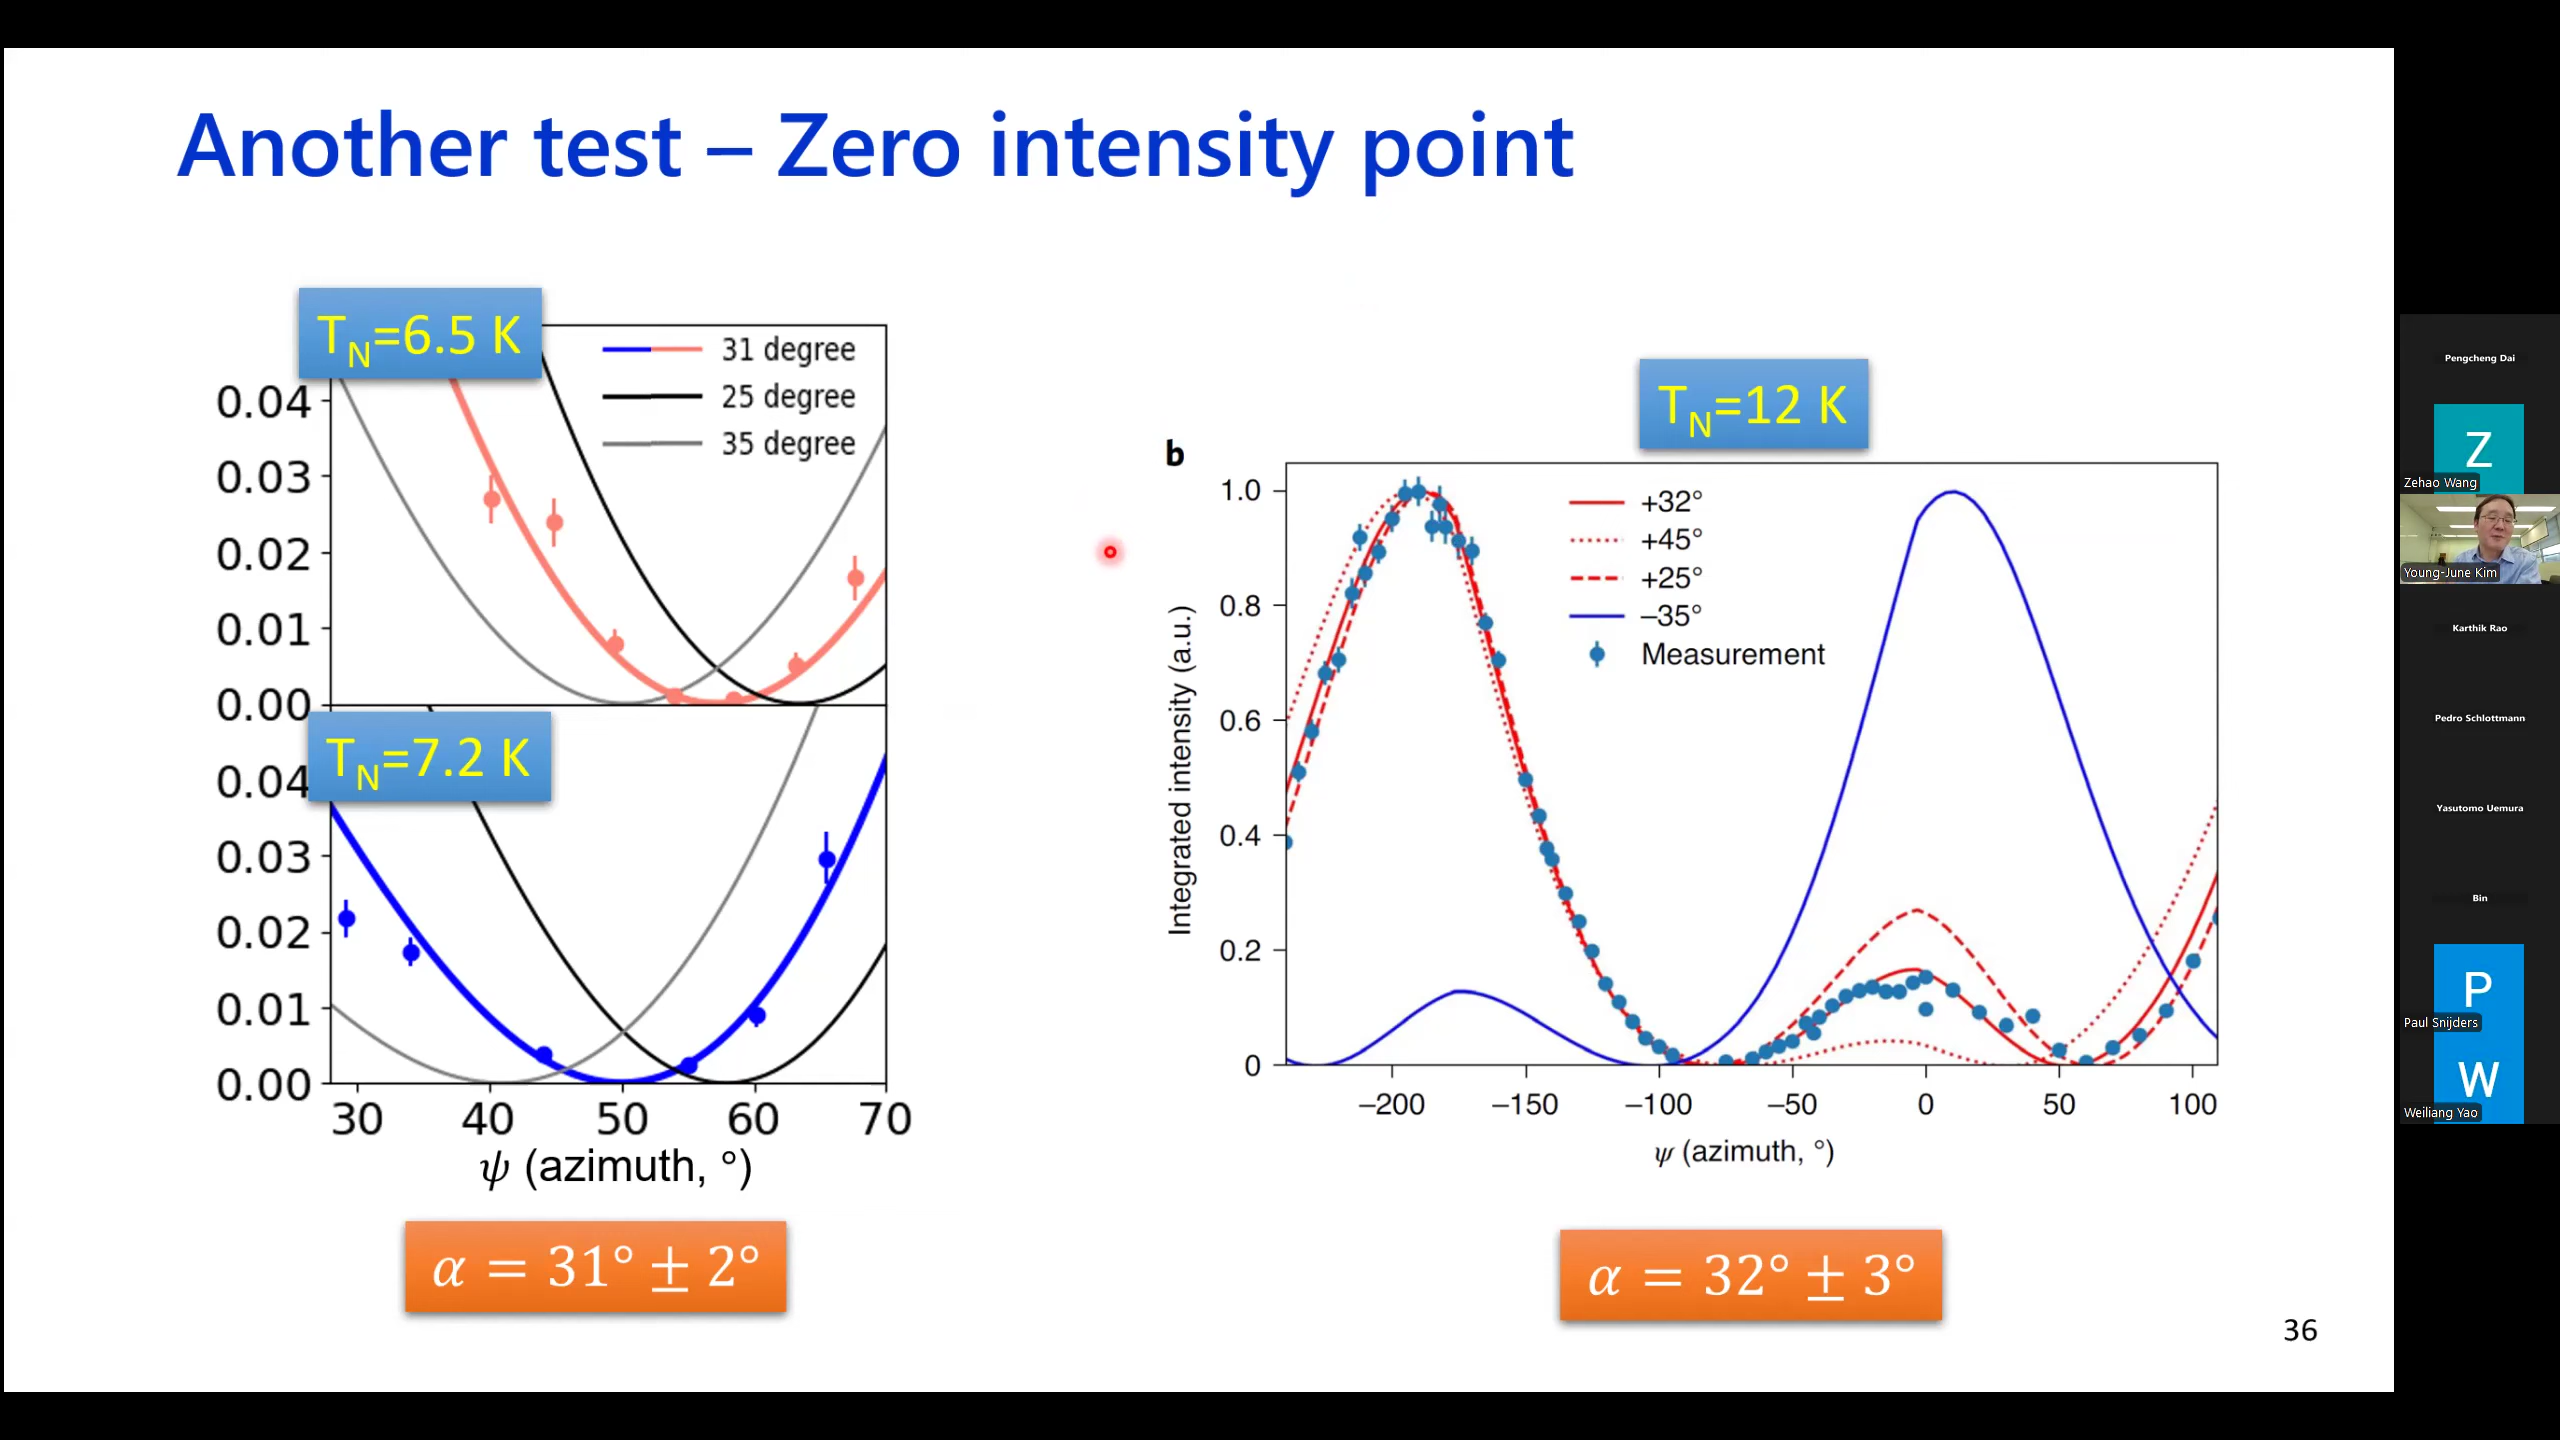 Another test – Zero intensity point
T_N=6.5 K
31 degree
25 degree
35 degree
0.04
0.03
0.02
0.01
0.00
T_N=7.2 K
0.04
0.03
0.02
0.01
0.00
30 40 50 60 70
ψ (azimuth, °)
α = 31° ± 2°
T_N=12 K
b
+32°
+45°
+25°
–35°
Measurement
Integrated intensity (a.u.)
1.0
0.8
0.6
0.4
0.2
0
–200 –150 –100 –50 0 50 100
ψ (azimuth, °)
α = 32° ± 3°
36
Pengcheng Dai
Z
Zehao Wang
Young-June Kim
Karthik Rao
Pedro Schlottmann
Yasutomo Uemura
Bin
P
Paul Snijders
W
Weiliang Yao